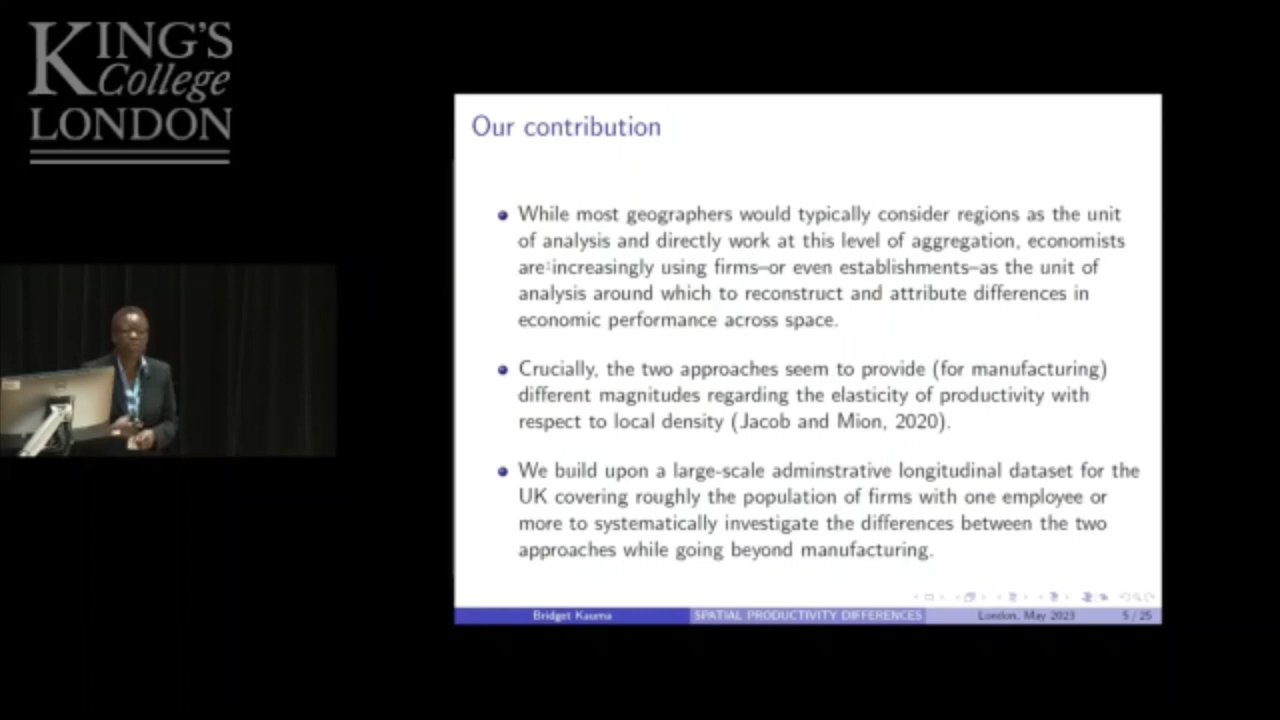 KING'S
College
LONDON
Our contribution
While most geographers would typically consider regions as the unit
of analysis and directly work at this level of aggregation, economists
are increasingly using firms–or even establishments–as the unit of
analysis around which to reconstruct and attribute differences in
economic performance across space.
Crucially, the two approaches seem to provide (for manufacturing)
different magnitudes regarding the elasticity of productivity with
respect to local density (Jacob and Mion, 2020).
We build upon a large-scale adminstrative longitudinal dataset for the
UK covering roughly the population of firms with one employee or
more to systematically investigate the differences between the two
approaches while going beyond manufacturing.
Bridget Kauma SPATIAL PRODUCTIVITY DIFFERENCES London, May 2023 5 / 25